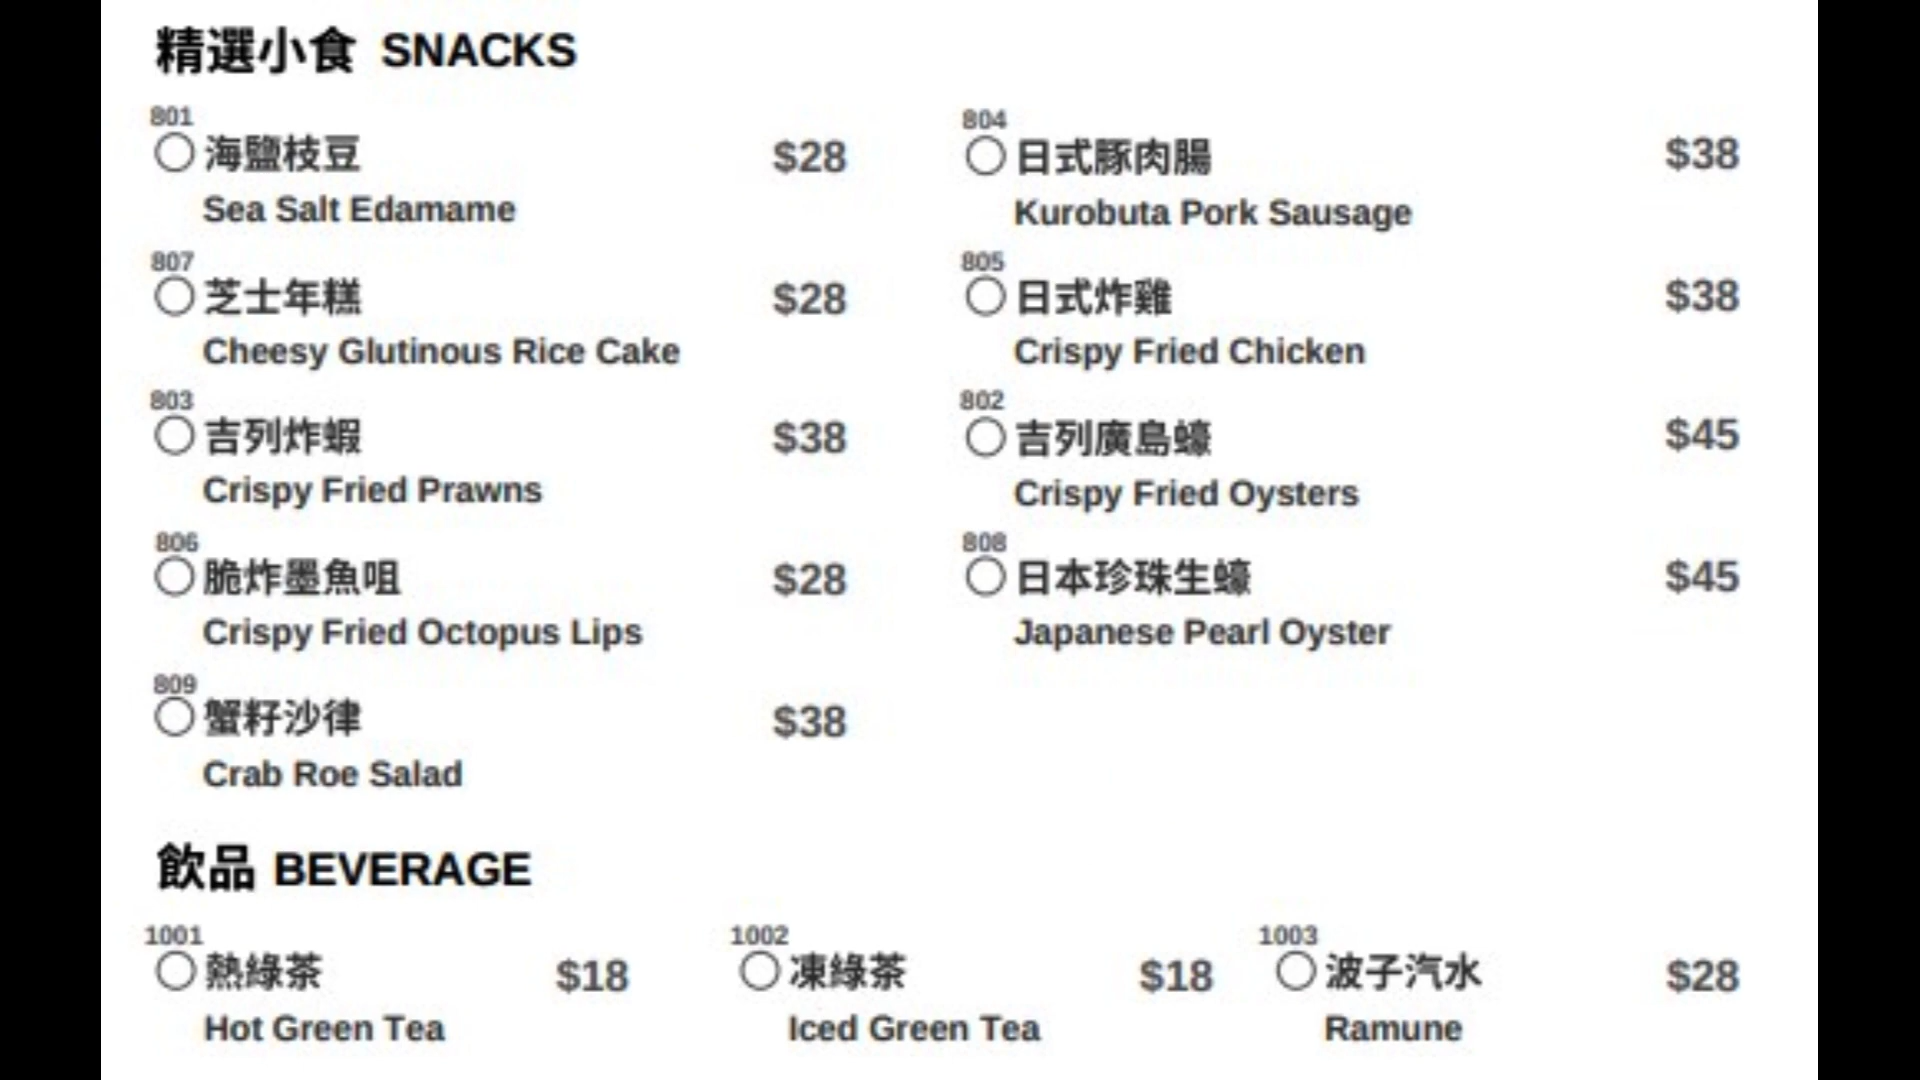 精選小食 SNACKS
801
海鹽枝豆 $28
Sea Salt Edamame
804
日式豚肉腸 $38
Kurobuta Pork Sausage
807
芝士年糕 $28
Cheesy Glutinous Rice Cake
805
日式炸雞 $38
Crispy Fried Chicken
803
吉列炸蝦 $38
Crispy Fried Prawns
802
吉列廣島蠔 $45
Crispy Fried Oysters
806
脆炸墨魚咀 $28
Crispy Fried Octopus Lips
808
日本珍珠生蠔 $45
Japanese Pearl Oyster
809
蟹籽沙律 $38
Crab Roe Salad
飲品 BEVERAGE
1001
熱綠茶 $18
Hot Green Tea
1002
凍綠茶 $18
Iced Green Tea
1003
波子汽水 $28
Ramune